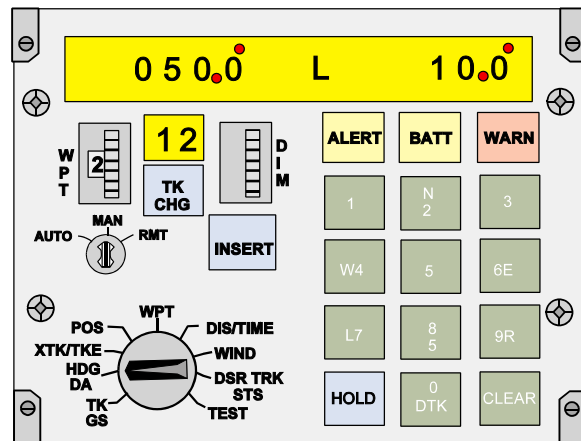 050.0° L 10.0°
12
ALERT BATT WARN
WPT
2
DIM
TK
CHG
INSERT
MAN
AUTO
RMT
1
N
2
3
W4
5
6E
L7
8
5
9R
HOLD
0
DTK
CLEAR
WPT
POS
DIS/TIME
XTK/TKE
WIND
HDG
DA
DSR TRK
STS
TK
GS
TEST